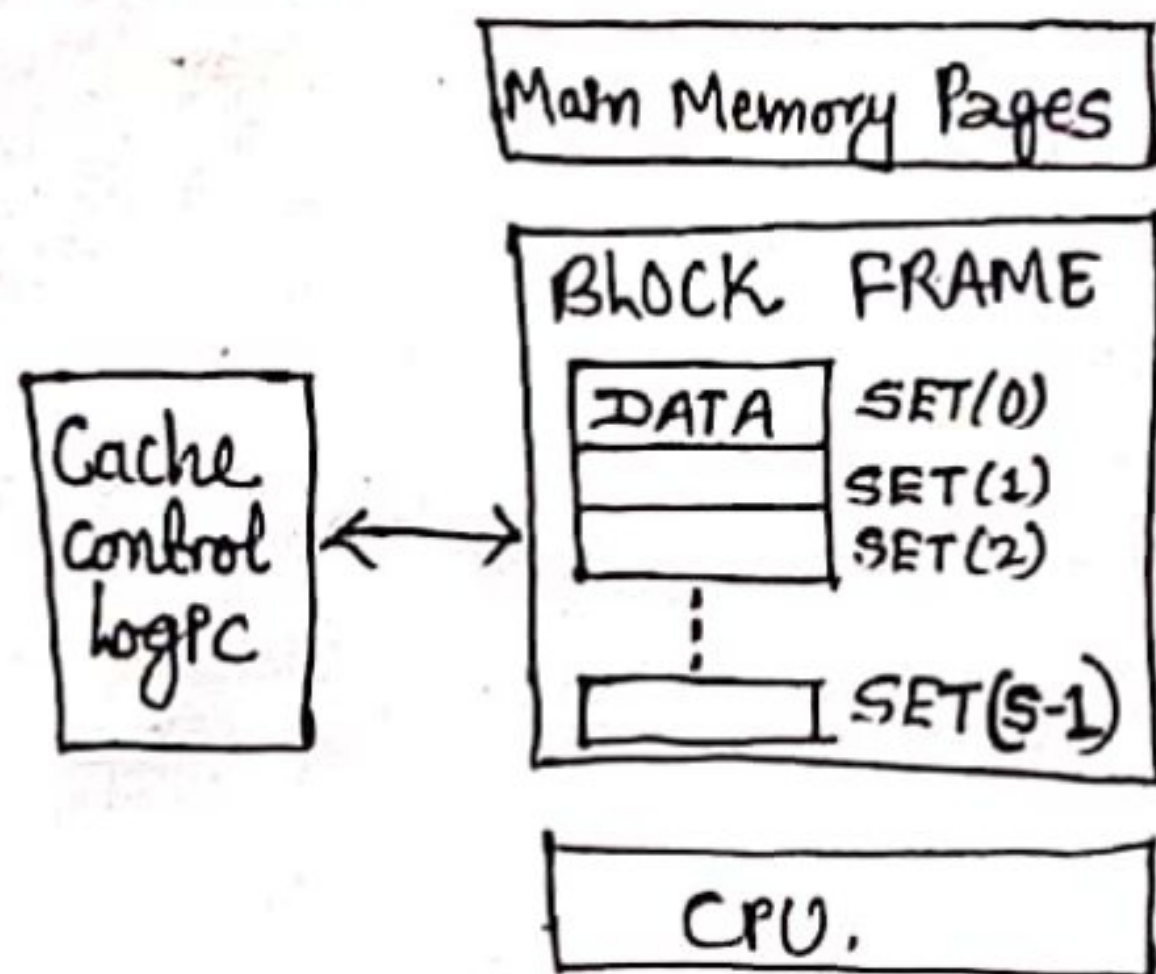 Main Memory Pages
BLOCK FRAME
DATA SET(0)
SET(1)
SET(2)
SET(S-1)
Cache
control
Logic
CPU.